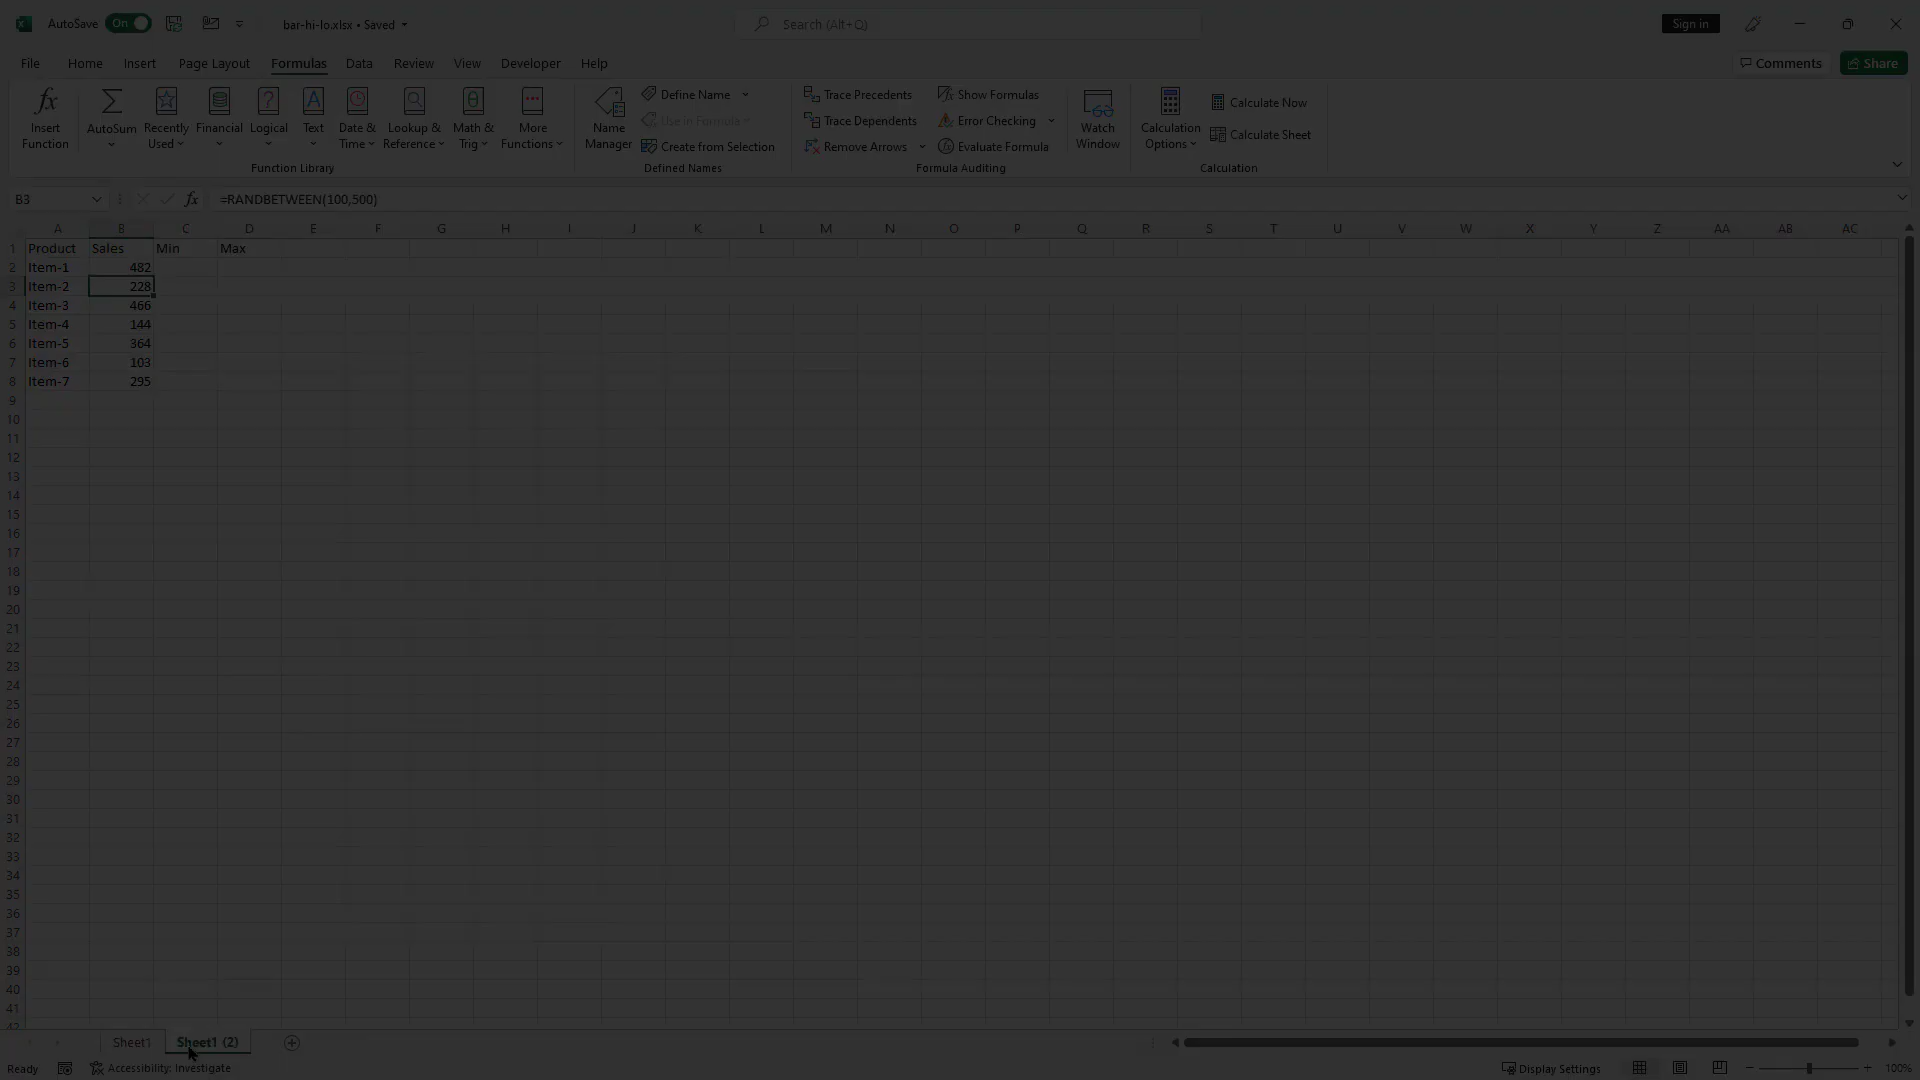 AutoSave On bar-hi-lo.xlsx • Saved Search (Alt+Q) Sign in
File Home Insert Page Layout Formulas Data Review View Developer Help Comments Share
Insert Function AutoSum Recently Used Financial Logical Text Date & Time Lookup & Reference Math & Trig More Functions
Function Library
Name Manager Define Name Use in Formula Create from Selection
Defined Names
Trace Precedents Trace Dependents Remove Arrows Show Formulas Error Checking Evaluate Formula
Formula Auditing
Watch Window
Calculation Options Calculate Now Calculate Sheet
Calculation
B3 fx =RANDBETWEEN(100,500)
A B C D E F G H I J K L M N O P Q R S T U V W X Y Z AA AB AC
1 Product Sales Min Max
2 Item-1 482
3 Item-2 228
4 Item-3 466
5 Item-4 144
6 Item-5 364
7 Item-6 103
8 Item-7 295
9
10
11
12
13
14
15
16
17
18
19
20
21
22
23
24
25
26
27
28
29
30
31
32
33
34
35
36
37
38
39
40
41
42
Sheet1 Sheet1 (2)
Ready Accessibility: Investigate Display Settings 100%